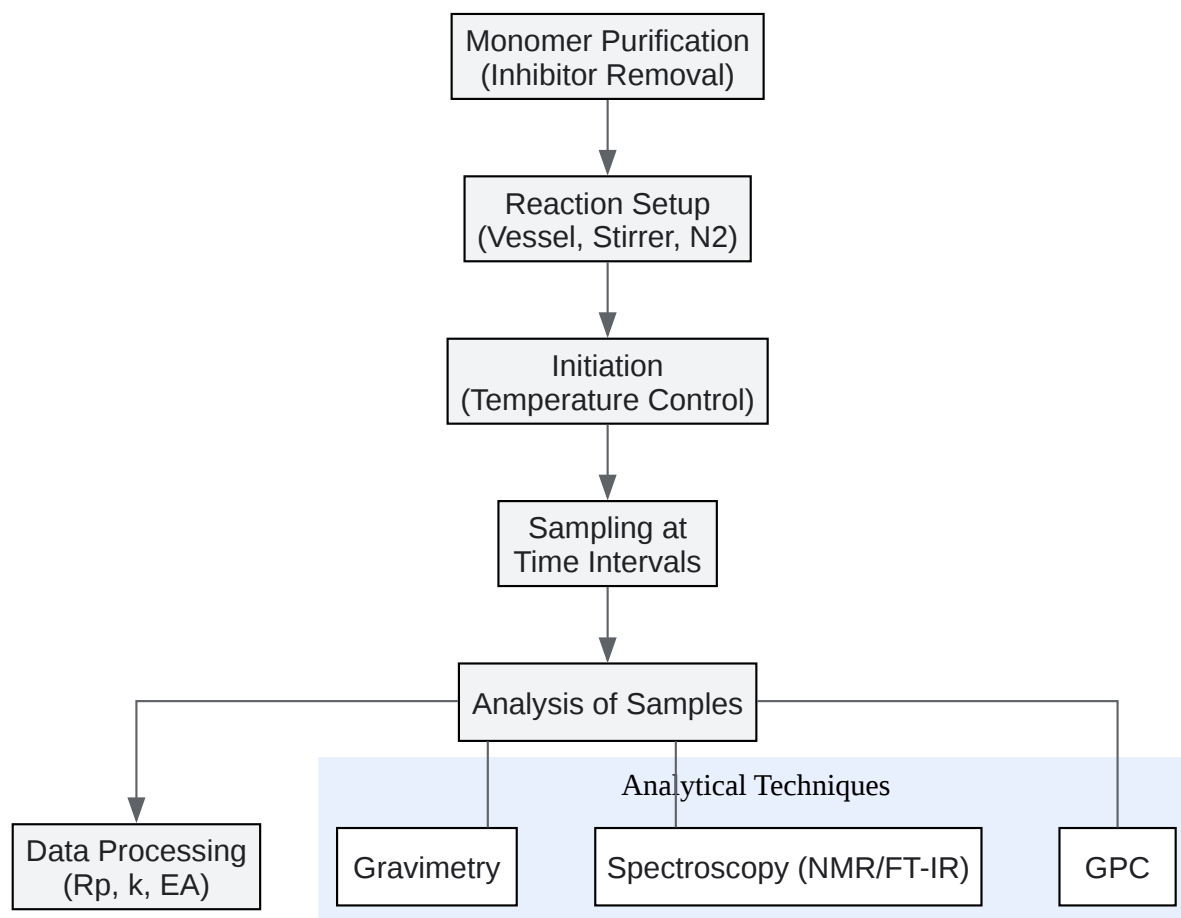 Monomer Purification
(Inhibitor Removal)
Reaction Setup
(Vessel, Stirrer, N2)
Initiation
(Temperature Control)
Sampling at
Time Intervals
Analysis of Samples
Analytical Techniques
Data Processing
(Rp, k, EA)
Gravimetry
Spectroscopy (NMR/FT-IR)
GPC